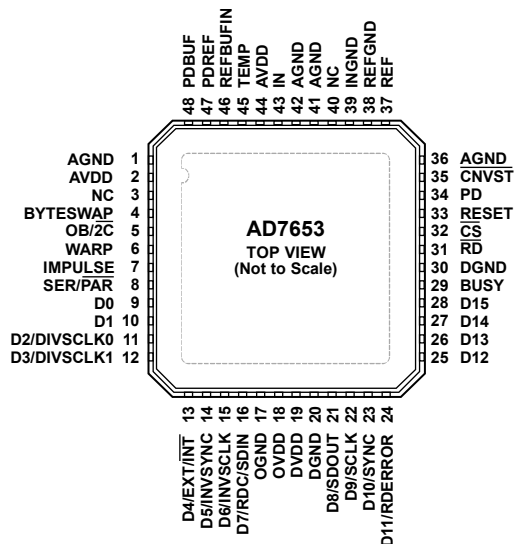 48 PDBUF
47 PDREF
46 REFBUFIN
45 TEMP
44 AVDD
43 IN
42 AGND
41 AGND
40 NC
39 INGND
38 REFGND
37 REF
AGND 1
AVDD 2
NC 3
BYTESWAP 4
OB/2C̅ 5
WARP 6
IMPULSE 7
SER/P̅A̅R̅ 8
D0 9
D1 10
D2/DIVSCLK0 11
D3/DIVSCLK1 12
AD7653
TOP VIEW
(Not to Scale)
36 AGND
35 C̅N̅V̅S̅T̅
34 PD
33 RESET
32 C̅S̅
31 R̅D̅
30 DGND
29 BUSY
28 D15
27 D14
26 D13
25 D12
D4/EXT/I̅N̅T̅ 13
D5/INVSYNC 14
D6/INVSCLK 15
D7/RDC/SDIN 16
OGND 17
OVDD 18
DVDD 19
DGND 20
D8/SDOUT 21
D9/SCLK 22
D10/SYNC 23
D11/RDERROR 24